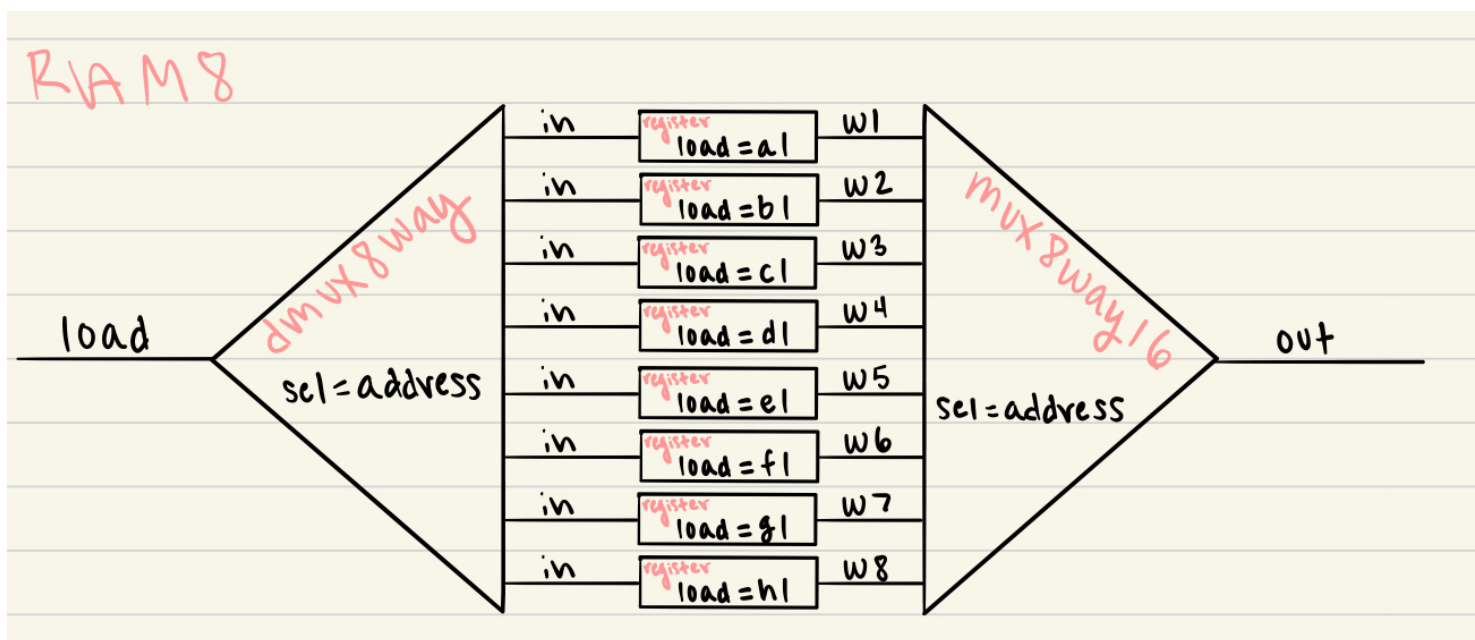 RAM8
in
register
load=a1
w1
in
register
load=b1
w2
in
register
load=c1
w3
in
register
load=d1
w4
in
register
load=e1
w5
in
register
load=f1
w6
in
register
load=g1
w7
in
register
load=h1
w8
load
dmux8way
sel=address
mux8way16
sel=address
out